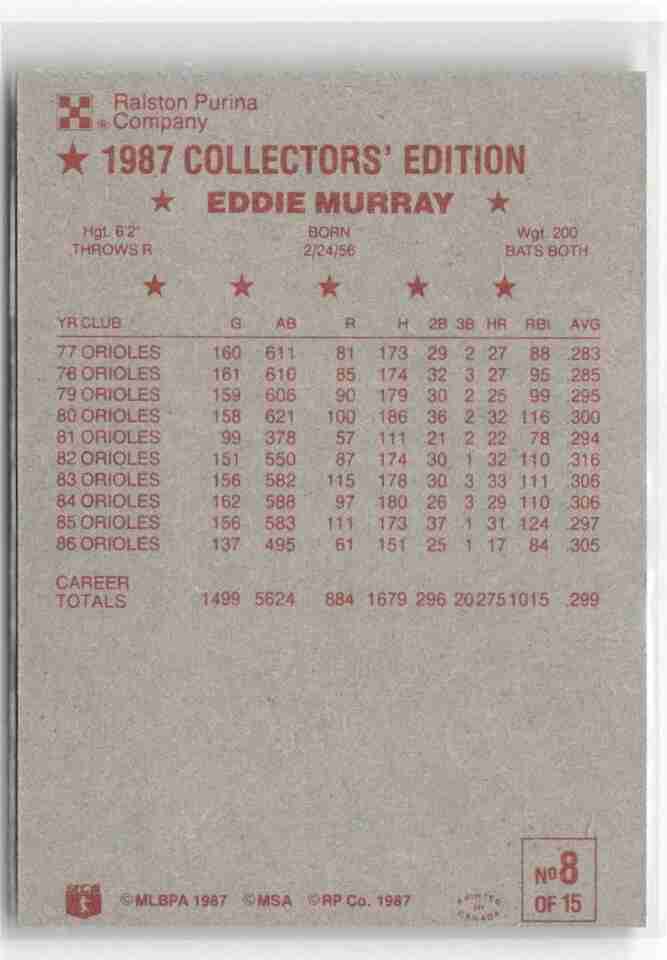 Ralston Purina
® Company
★ 1987 COLLECTORS' EDITION
★ EDDIE MURRAY ★
Hgt. 6'2" BORN Wgt. 200
THROWS R 2/24/56 BATS BOTH
YR CLUB G AB R H 2B 3B HR RBI AVG
77 ORIOLES 160 611 81 173 29 2 27 88 .283
78 ORIOLES 161 610 85 174 32 3 27 95 .285
79 ORIOLES 159 606 90 179 30 2 25 99 .295
80 ORIOLES 158 621 100 186 36 2 32 116 .300
81 ORIOLES 99 378 57 111 21 2 22 78 .294
82 ORIOLES 151 550 87 174 30 1 32 110 .316
83 ORIOLES 156 582 115 178 30 3 33 111 .306
84 ORIOLES 162 588 97 180 26 3 29 110 .306
85 ORIOLES 156 583 111 173 37 1 31 124 .297
86 ORIOLES 137 495 61 151 25 1 17 84 .305
CAREER
TOTALS 1499 5624 884 1679 296 20 275 1015 .299
No 8
OF 15
©MLBPA 1987 ©MSA ©RP Co. 1987
PRINTED
IN
CANADA